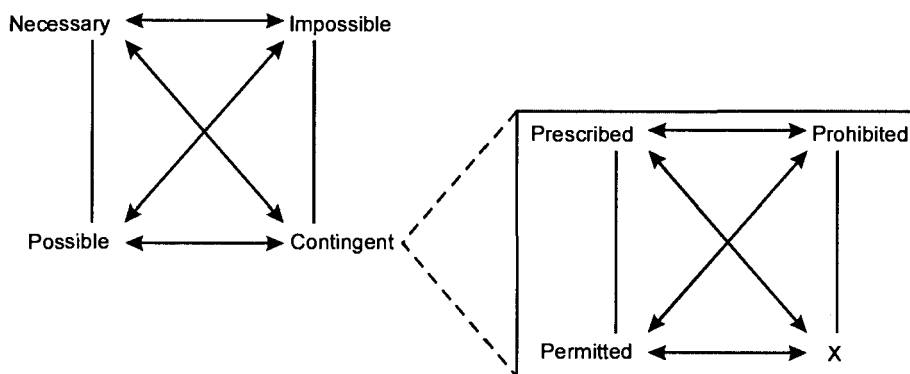 Necessary Impossible
Possible Contingent
Prescribed Prohibited
Permitted X